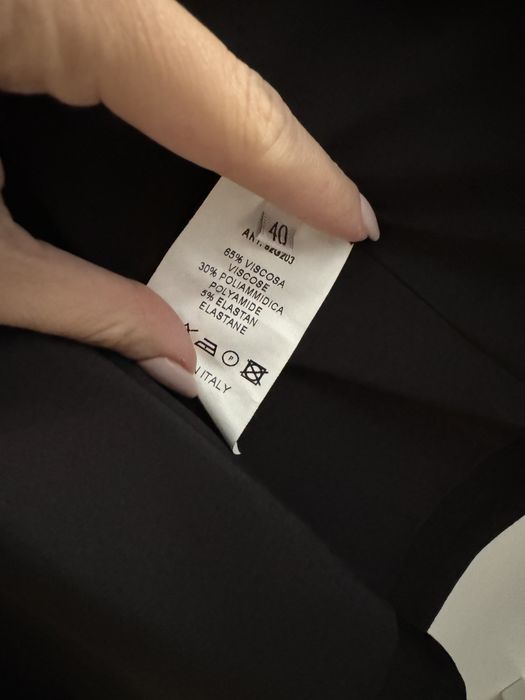 40
65% VISCOSA
VISCOSE
30% POLIAMMIDICA
POLYAMIDE
5% ELASTAN
ELASTANE
P
ITALY